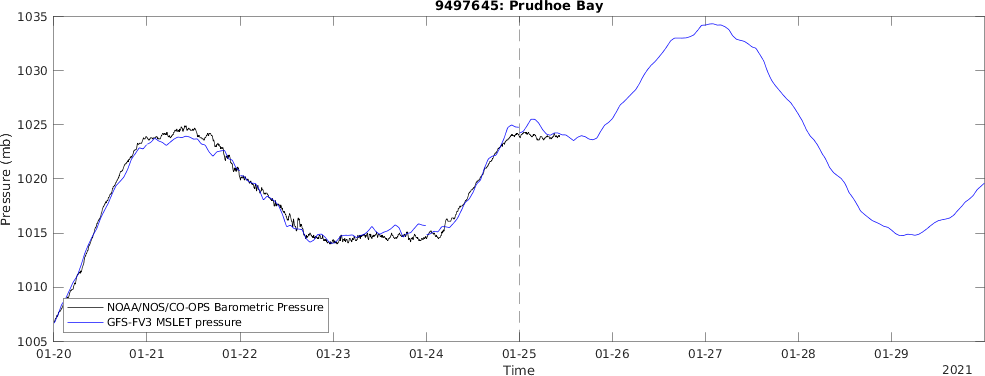 9497645: Prudhoe Bay
1035
1030
1025
1020
1015
1010
1005
Pressure (mb)
NOAA/NOS/CO-OPS Barometric Pressure
GFS-FV3 MSLET pressure
01-20 01-21 01-22 01-23 01-24 01-25 01-26 01-27 01-28 01-29
Time
2021